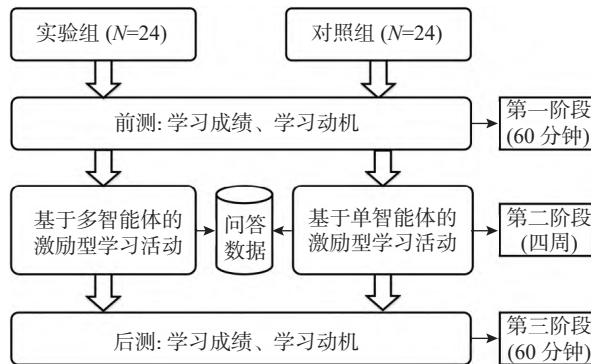 实验组 (N=24)
对照组 (N=24)
前测: 学习成绩、学习动机
第一阶段
(60 分钟)
基于多智能体的
激励型学习活动
问答
数据
基于单智能体的
激励型学习活动
第二阶段
(四周)
后测: 学习成绩、学习动机
第三阶段
(60 分钟)